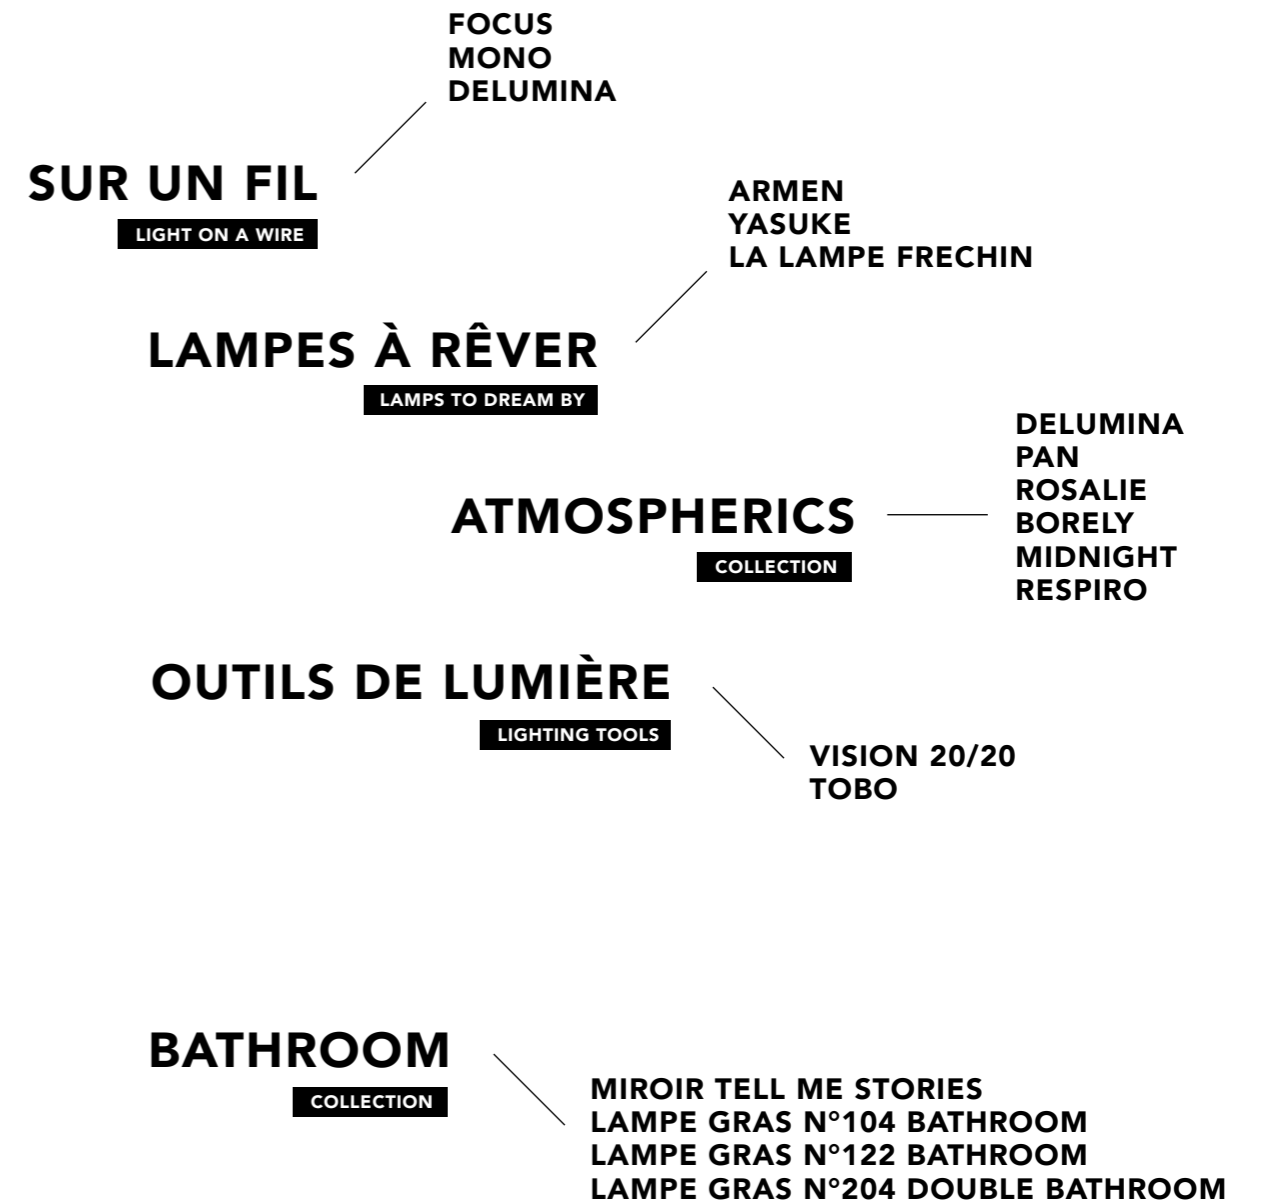 FOCUS
MONO
DELUMINA
SUR UN FIL
LIGHT ON A WIRE
ARMEN
YASUKE
LA LAMPE FRECHIN
LAMPES À RÊVER
LAMPS TO DREAM BY
DELUMINA
PAN
ROSALIE
BORELY
MIDNIGHT
RESPIRO
ATMOSPHERICS
COLLECTION
OUTILS DE LUMIÈRE
LIGHTING TOOLS
VISION 20/20
TOBO
BATHROOM
COLLECTION
MIROIR TELL ME STORIES
LAMPE GRAS N°104 BATHROOM
LAMPE GRAS N°122 BATHROOM
LAMPE GRAS N°204 DOUBLE BATHROOM